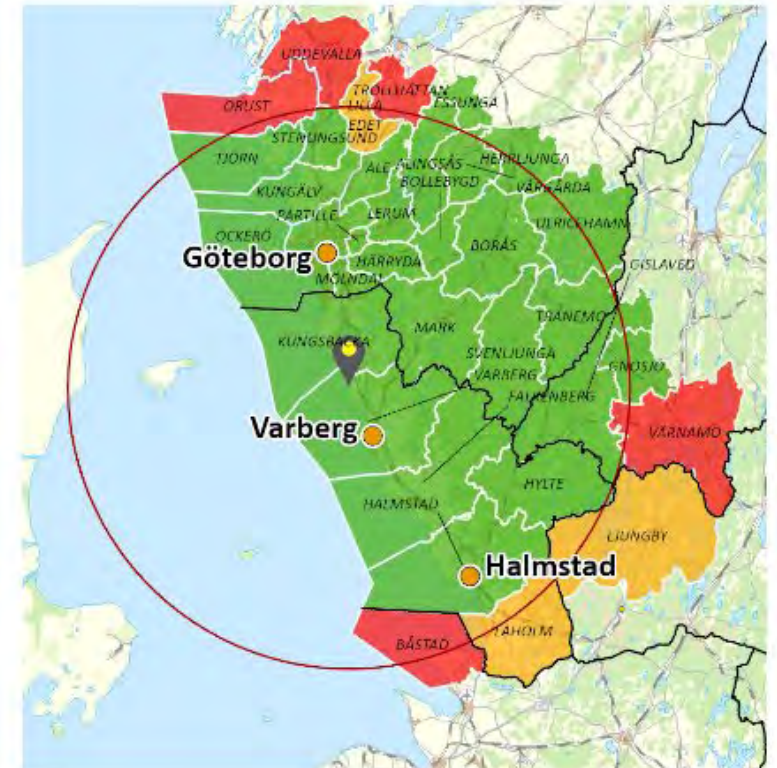 UDDEVALLA
TROLLHÄTTAN
ORUST
LILLA
EDET
ESSUNGA
STENUNGSUND
TJÖRN
ALE
ALINGSÅS
HERRLJUNGA
BOLLEBYGD
VÅRGÅRDA
KUNGÄLV
PARTILLE
LERUM
ULRICEHAMN
ÖCKERÖ
BORÅS
Göteborg
HÄRRYDA
GISLAVED
MÖLNDAL
TRANEMO
MARK
KUNGSBACKA
SVENLJUNGA
GNOSJÖ
VARBERG
FALKENBERG
Varberg
VÄRNAMO
HYLTE
HALMSTAD
LJUNGBY
Halmstad
LAHOLM
BÅSTAD